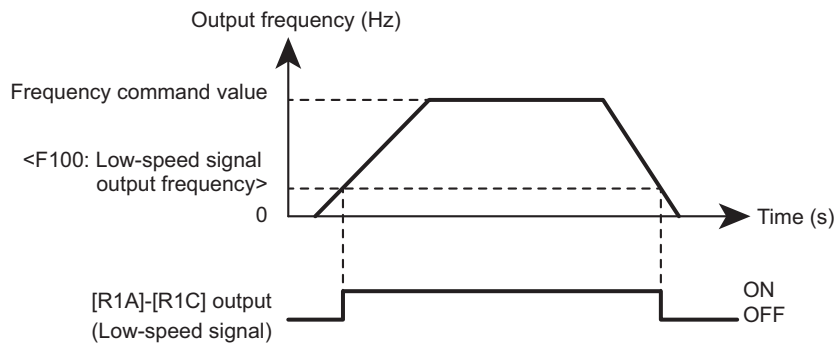 Output frequency (Hz)
Frequency command value
<F100: Low-speed signal
output frequency>
0
Time (s)
[R1A]-[R1C] output
(Low-speed signal)
ON
OFF